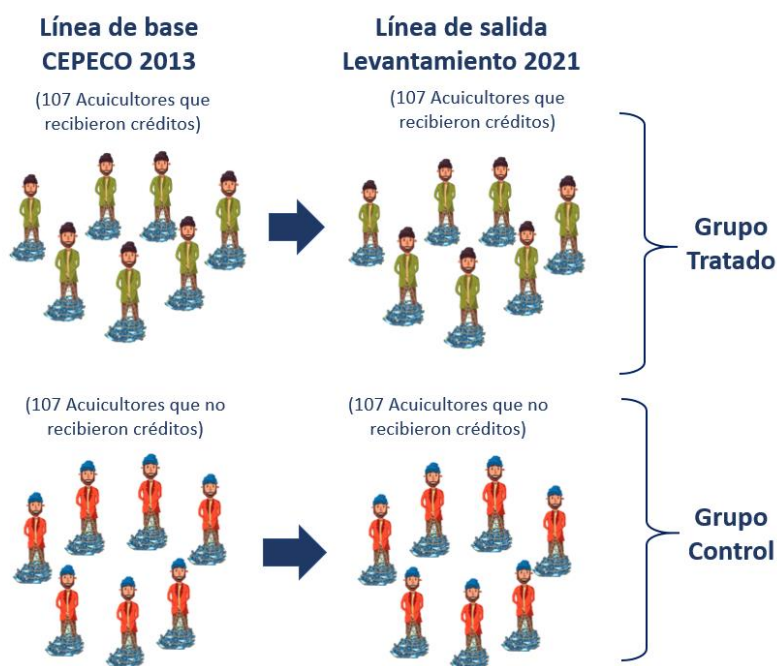 Línea de base
CEPECO 2013
Línea de salida
Levantamiento 2021
(107 Acuicultores que
recibieron créditos)
(107 Acuicultores que
recibieron créditos)
Grupo
Tratado
(107 Acuicultores que no
recibieron créditos)
(107 Acuicultores que no
recibieron créditos)
Grupo
Control